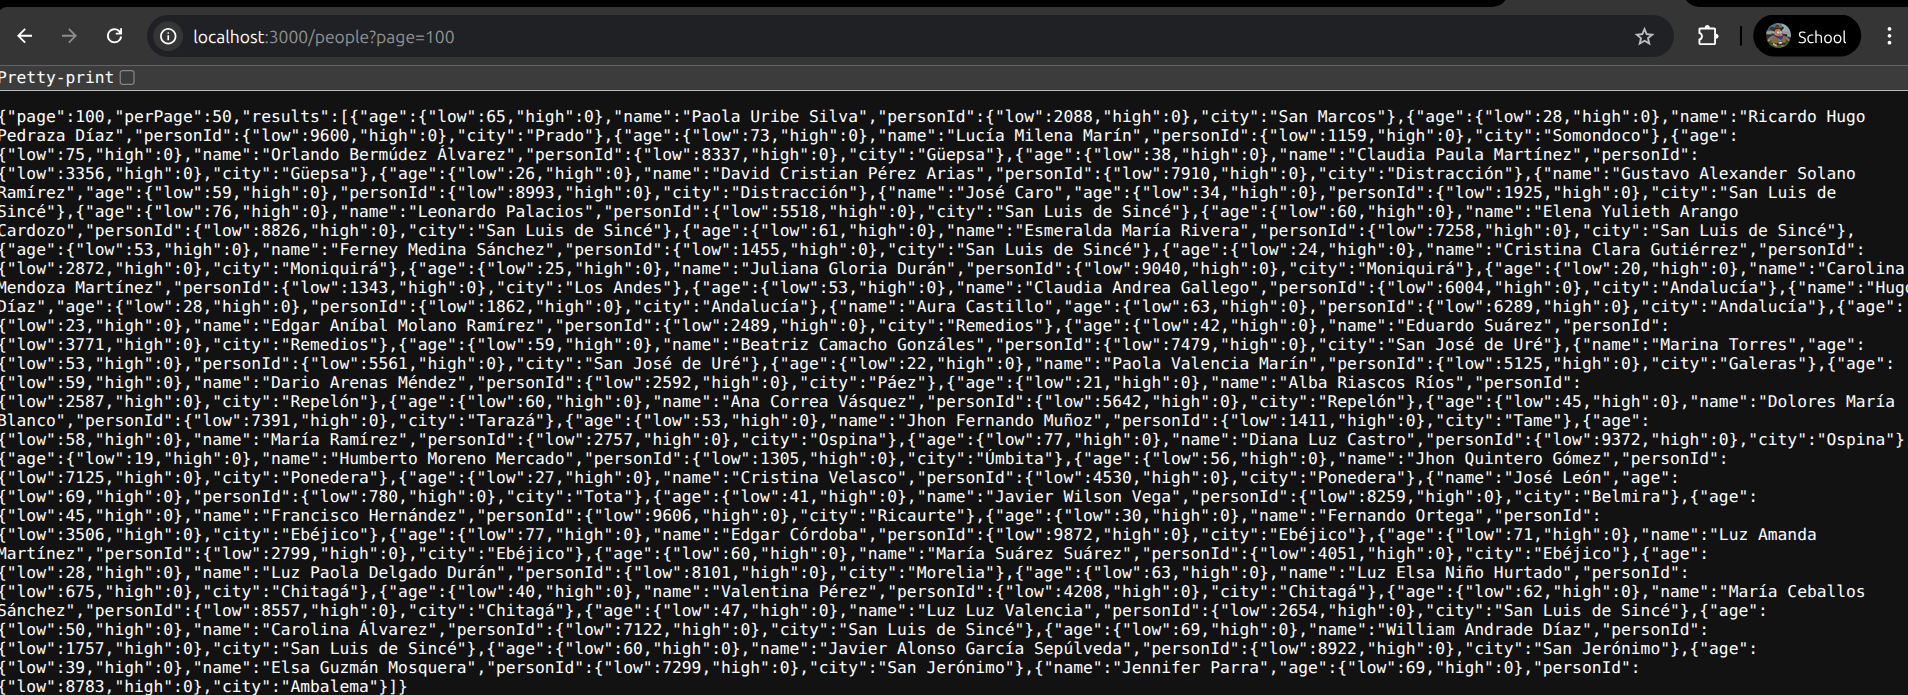 localhost:3000/people?page=100
School
Pretty-print
{"page":100,"perPage":50,"results":[{"age":{"low":65,"high":0},"name":"Paola Uribe Silva","personId":{"low":2088,"high":0},"city":"San Marcos"},{"age":{"low":28,"high":0},"name":"Ricardo Hugo
Pedraza Díaz","personId":{"low":9600,"high":0},"city":"Prado"},{"age":{"low":73,"high":0},"name":"Lucía Milena Marín","personId":{"low":1159,"high":0},"city":"Somondoco"},{"age":
{"low":75,"high":0},"name":"Orlando Bermúdez Álvarez","personId":{"low":8337,"high":0},"city":"Güepsa"},{"age":{"low":38,"high":0},"name":"Claudia Paula Martínez","personId":
{"low":3356,"high":0},"city":"Güepsa"},{"age":{"low":26,"high":0},"name":"David Cristian Pérez Arias","personId":{"low":7910,"high":0},"city":"Distracción"},{"name":"Gustavo Alexander Solano
Ramírez","age":{"low":59,"high":0},"personId":{"low":8993,"high":0},"city":"Distracción"},{"name":"José Caro","age":{"low":34,"high":0},"personId":{"low":1925,"high":0},"city":"San Luis de
Sincé"},{"age":{"low":76,"high":0},"name":"Leonardo Palacios","personId":{"low":5518,"high":0},"city":"San Luis de Sincé"},{"age":{"low":60,"high":0},"name":"Elena Yulieth Arango
Cardozo","personId":{"low":8826,"high":0},"city":"San Luis de Sincé"},{"age":{"low":61,"high":0},"name":"Esmeralda María Rivera","personId":{"low":7258,"high":0},"city":"San Luis de Sincé"},
{"age":{"low":53,"high":0},"name":"Ferney Medina Sánchez","personId":{"low":1455,"high":0},"city":"San Luis de Sincé"},{"age":{"low":24,"high":0},"name":"Cristina Clara Gutiérrez","personId":
{"low":2872,"high":0},"city":"Moniquirá"},{"age":{"low":25,"high":0},"name":"Juliana Gloria Durán","personId":{"low":9040,"high":0},"city":"Moniquirá"},{"age":{"low":20,"high":0},"name":"Carolina
Mendoza Martínez","personId":{"low":1343,"high":0},"city":"Los Andes"},{"age":{"low":53,"high":0},"name":"Claudia Andrea Gallego","personId":{"low":6004,"high":0},"city":"Andalucía"},{"name":"Hugo
Díaz","age":{"low":28,"high":0},"personId":{"low":1862,"high":0},"city":"Andalucía"},{"name":"Aura Castillo","age":{"low":63,"high":0},"personId":{"low":6289,"high":0},"city":"Andalucía"},{"age":
{"low":23,"high":0},"name":"Edgar Aníbal Molano Ramírez","personId":{"low":2489,"high":0},"city":"Remedios"},{"age":{"low":42,"high":0},"name":"Eduardo Suárez","personId":
{"low":3771,"high":0},"city":"Remedios"},{"age":{"low":59,"high":0},"name":"Beatriz Camacho Gonzáles","personId":{"low":7479,"high":0},"city":"San José de Uré"},{"name":"Marina Torres","age":
{"low":53,"high":0},"personId":{"low":5561,"high":0},"city":"San José de Uré"},{"age":{"low":22,"high":0},"name":"Paola Valencia Marín","personId":{"low":5125,"high":0},"city":"Galeras"},{"age":
{"low":59,"high":0},"name":"Dario Arenas Méndez","personId":{"low":2592,"high":0},"city":"Páez"},{"age":{"low":21,"high":0},"name":"Alba Riascos Ríos","personId":
{"low":2587,"high":0},"city":"Repelón"},{"age":{"low":60,"high":0},"name":"Ana Correa Vásquez","personId":{"low":5642,"high":0},"city":"Repelón"},{"age":{"low":45,"high":0},"name":"Dolores María
Blanco","personId":{"low":7391,"high":0},"city":"Tarazá"},{"age":{"low":53,"high":0},"name":"Jhon Fernando Muñoz","personId":{"low":1411,"high":0},"city":"Tame"},{"age":
{"low":58,"high":0},"name":"María Ramírez","personId":{"low":2757,"high":0},"city":"Ospina"},{"age":{"low":77,"high":0},"name":"Diana Luz Castro","personId":{"low":9372,"high":0},"city":"Ospina"}
{"age":{"low":19,"high":0},"name":"Humberto Moreno Mercado","personId":{"low":1305,"high":0},"city":"Úmbita"},{"age":{"low":56,"high":0},"name":"Jhon Quintero Gómez","personId":
{"low":7125,"high":0},"city":"Ponedera"},{"age":{"low":27,"high":0},"name":"Cristina Velasco","personId":{"low":4530,"high":0},"city":"Ponedera"},{"name":"José León","age":
{"low":69,"high":0},"personId":{"low":780,"high":0},"city":"Tota"},{"age":{"low":41,"high":0},"name":"Javier Wilson Vega","personId":{"low":8259,"high":0},"city":"Belmira"},{"age":
{"low":45,"high":0},"name":"Francisco Hernández","personId":{"low":9606,"high":0},"city":"Ricaurte"},{"age":{"low":30,"high":0},"name":"Fernando Ortega","personId":
{"low":3506,"high":0},"city":"Ebéjico"},{"age":{"low":77,"high":0},"name":"Edgar Córdoba","personId":{"low":9872,"high":0},"city":"Ebéjico"},{"age":{"low":71,"high":0},"name":"Luz Amanda
Martínez","personId":{"low":2799,"high":0},"city":"Ebéjico"},{"age":{"low":60,"high":0},"name":"María Suárez Suárez","personId":{"low":4051,"high":0},"city":"Ebéjico"},{"age":
{"low":28,"high":0},"name":"Luz Paola Delgado Durán","personId":{"low":8101,"high":0},"city":"Morelia"},{"age":{"low":63,"high":0},"name":"Luz Elsa Niño Hurtado","personId":
{"low":675,"high":0},"city":"Chitagá"},{"age":{"low":40,"high":0},"name":"Valentina Pérez","personId":{"low":4208,"high":0},"city":"Chitagá"},{"age":{"low":62,"high":0},"name":"María Ceballos
Sánchez","personId":{"low":8557,"high":0},"city":"Chitagá"},{"age":{"low":47,"high":0},"name":"Luz Luz Valencia","personId":{"low":2654,"high":0},"city":"San Luis de Sincé"},{"age":
{"low":50,"high":0},"name":"Carolina Álvarez","personId":{"low":7122,"high":0},"city":"San Luis de Sincé"},{"age":{"low":69,"high":0},"name":"William Andrade Díaz","personId":
{"low":1757,"high":0},"city":"San Luis de Sincé"},{"age":{"low":60,"high":0},"name":"Javier Alonso García Sepúlveda","personId":{"low":8922,"high":0},"city":"San Jerónimo"},{"age":
{"low":39,"high":0},"name":"Elsa Guzmán Mosquera","personId":{"low":7299,"high":0},"city":"San Jerónimo"},{"name":"Jennifer Parra","age":{"low":69,"high":0},"personId":
{"low":8783,"high":0},"city":"Ambalema"}]}